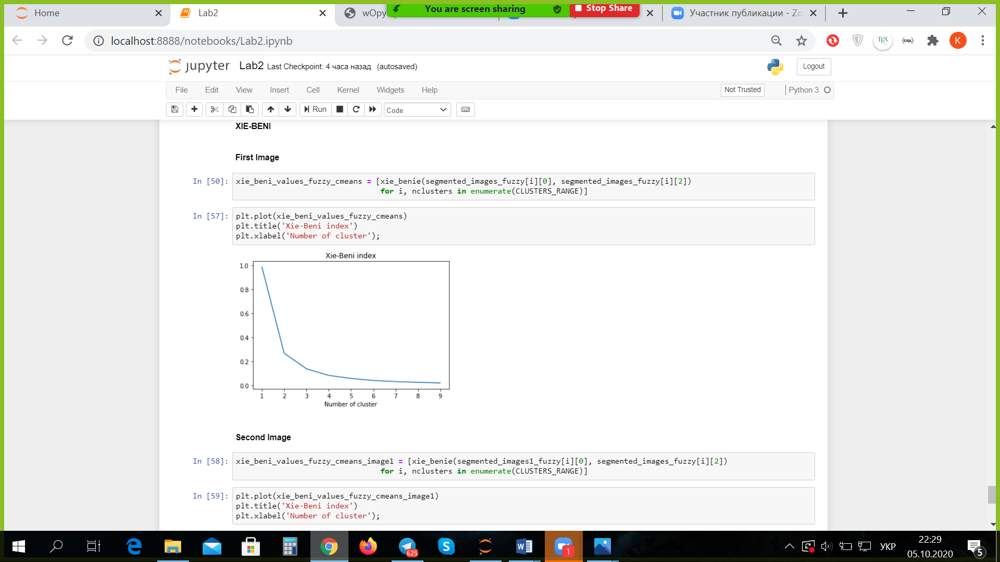 Home
Lab2
wOpy
You are screen sharing
Stop Share
Участник публикации - Zo
localhost:8888/notebooks/Lab2.ipynb
TEX
{CIQL}
K
jupyter Lab2 Last Checkpoint: 4 часа назад (autosaved)
Logout
File Edit View Insert Cell Kernel Widgets Help
Not Trusted
Python 3
Run
Code
XIE-BENI
First Image
In [50]: xie_beni_values_fuzzy_cmeans = [xie_benie(segmented_images_fuzzy[i][0], segmented_images_fuzzy[i][2])
for i, nclusters in enumerate(CLUSTERS_RANGE)]
In [57]: plt.plot(xie_beni_values_fuzzy_cmeans)
plt.title('Xie-Beni index')
plt.xlabel('Number of cluster');
Xie-Beni index
1.0
0.8
0.6
0.4
0.2
0.0
1 2 3 4 5 6 7 8 9
Number of cluster
Second Image
In [58]: xie_beni_values_fuzzy_cmeans_image1 = [xie_benie(segmented_images1_fuzzy[i][0], segmented_images_fuzzy[i][2])
for i, nclusters in enumerate(CLUSTERS_RANGE)]
In [59]: plt.plot(xie_beni_values_fuzzy_cmeans_image1)
plt.title('Xie-Beni index')
plt.xlabel('Number of cluster');
625
1
УКР
22:29
05.10.2020
5